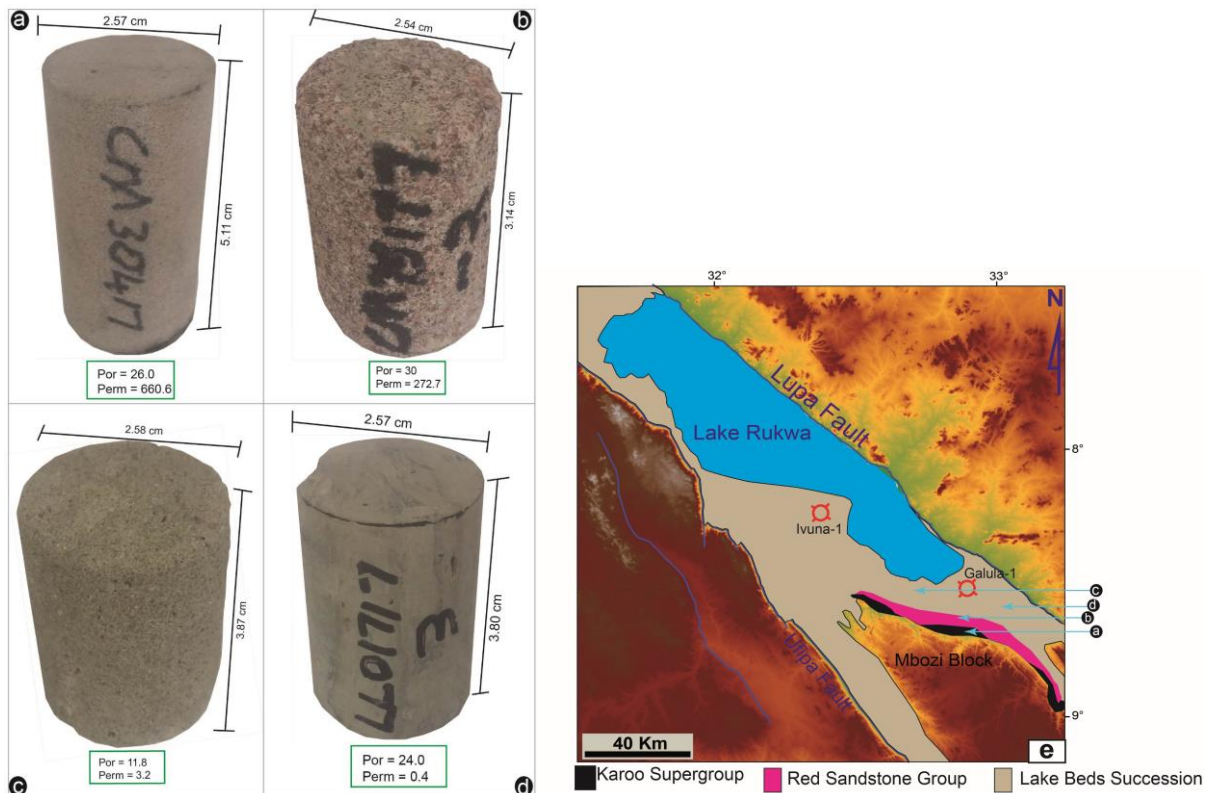 a
2.57 cm
5.11 cm
Por = 26.0
Perm = 660.6
b
2.54 cm
3.14 cm
Por = 30
Perm = 272.7
2.58 cm
3.87 cm
Por = 11.8
Perm = 3.2
c
2.57 cm
3.80 cm
E
Por = 24.0
Perm = 0.4
d
32°
33°
N
Lupa Fault
Lake Rukwa
8°
Ivuna-1
Galula-1
c
d
b
a
Mbozi Block
Ufipa Fault
9°
40 Km
e
Karoo Supergroup
Red Sandstone Group
Lake Beds Succession